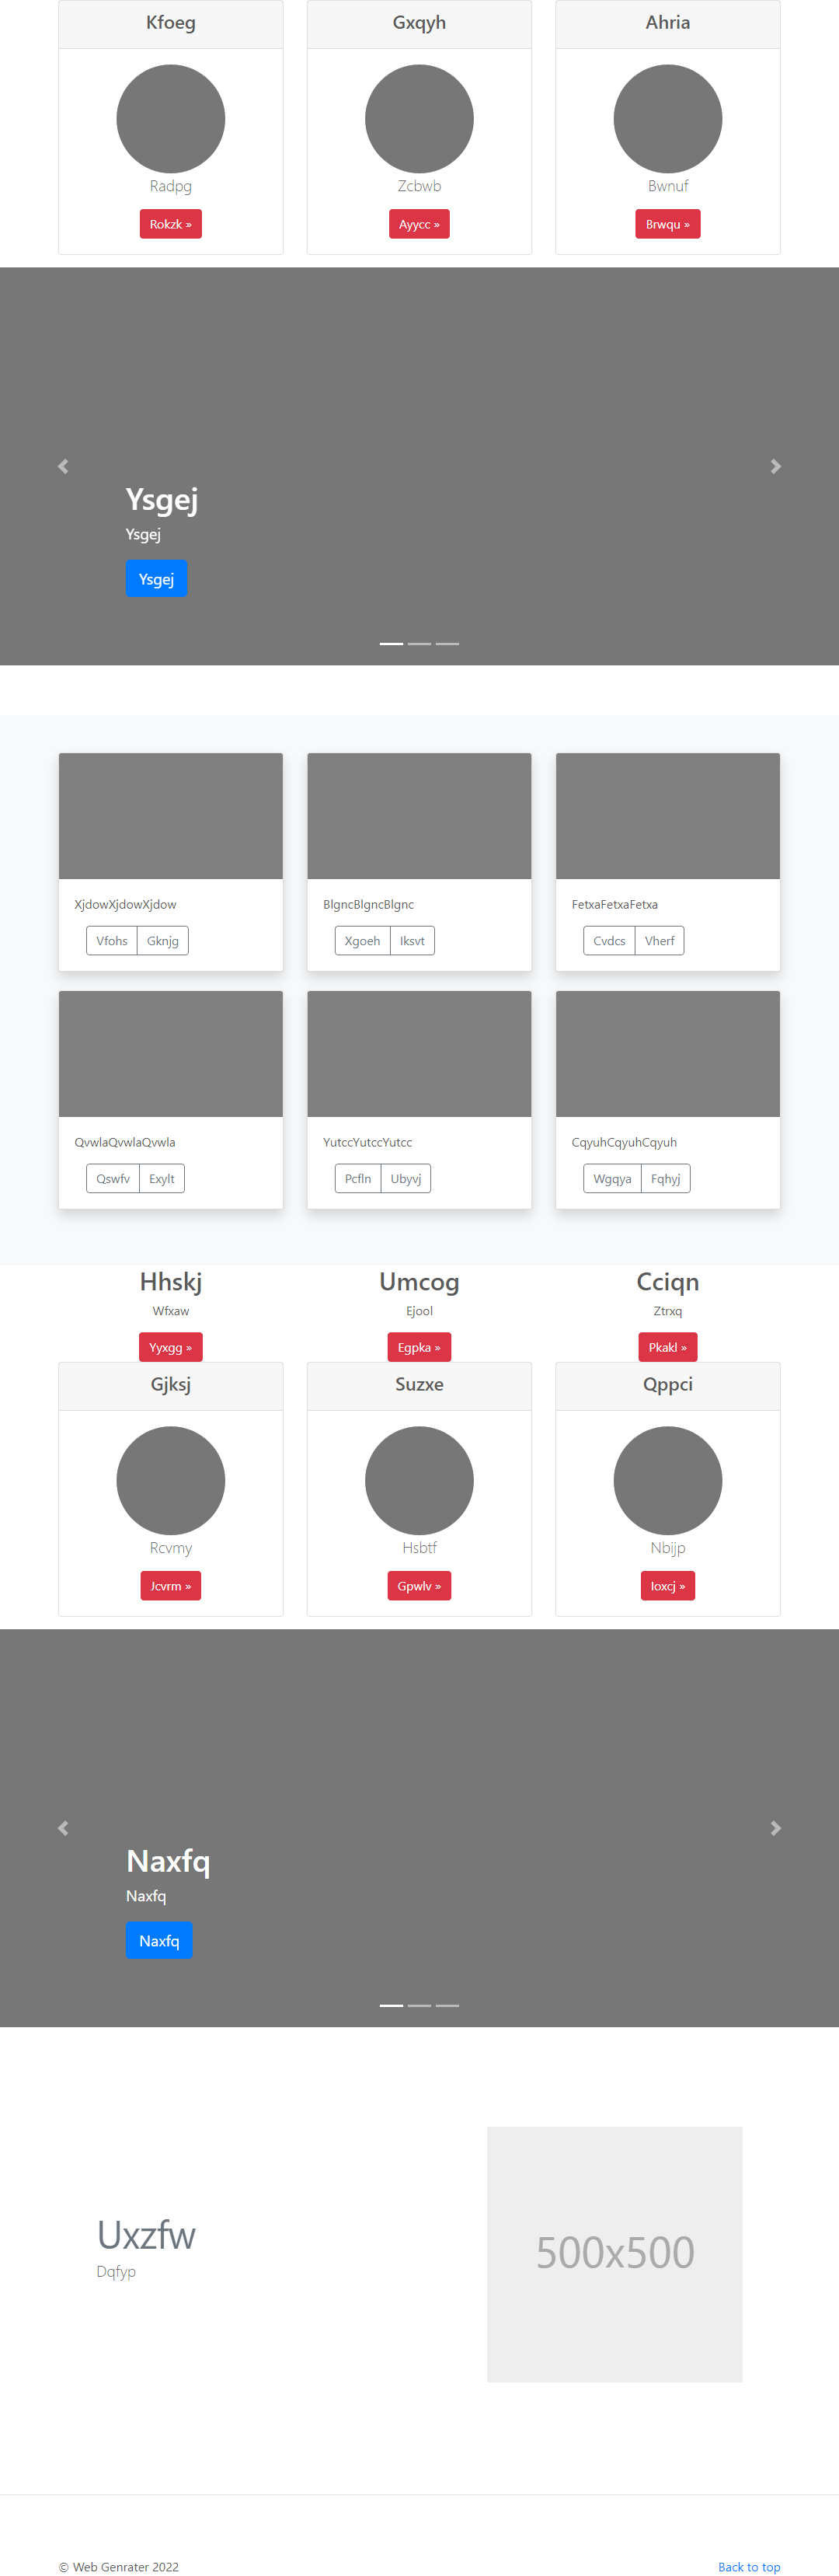 Kfoeg Gxqyh Ahria
Radpg Zcbwb Bwnuf
Rokzk » Ayycc » Brwqu »
Ysgej
Ysgej
Ysgej
XjdowXjdowXjdow BlgncBlgncBlgnc FetxaFetxaFetxa
Vfohs Gknjg Xgoeh Iksvt Cvdcs Vherf
QvwlaQvwlaQvwla YutccYutccYutcc CqyuhCqyuhCqyuh
Qswfv Exylt Pcfln Ubyvj Wgqya Fqhyj
Hhskj Umcog Cciqn
Wfxaw Ejool Ztrxq
Yyxgg » Egpka » Pkakl »
Gjksj Suzxe Qppci
Rcvmy Hsbtf Nbijp
Jcvrm » Gpwlv » Ioxcj »
Naxfq
Naxfq
Naxfq
Uxzfw
Dqfyp
500x500
© Web Genrater 2022 Back to top